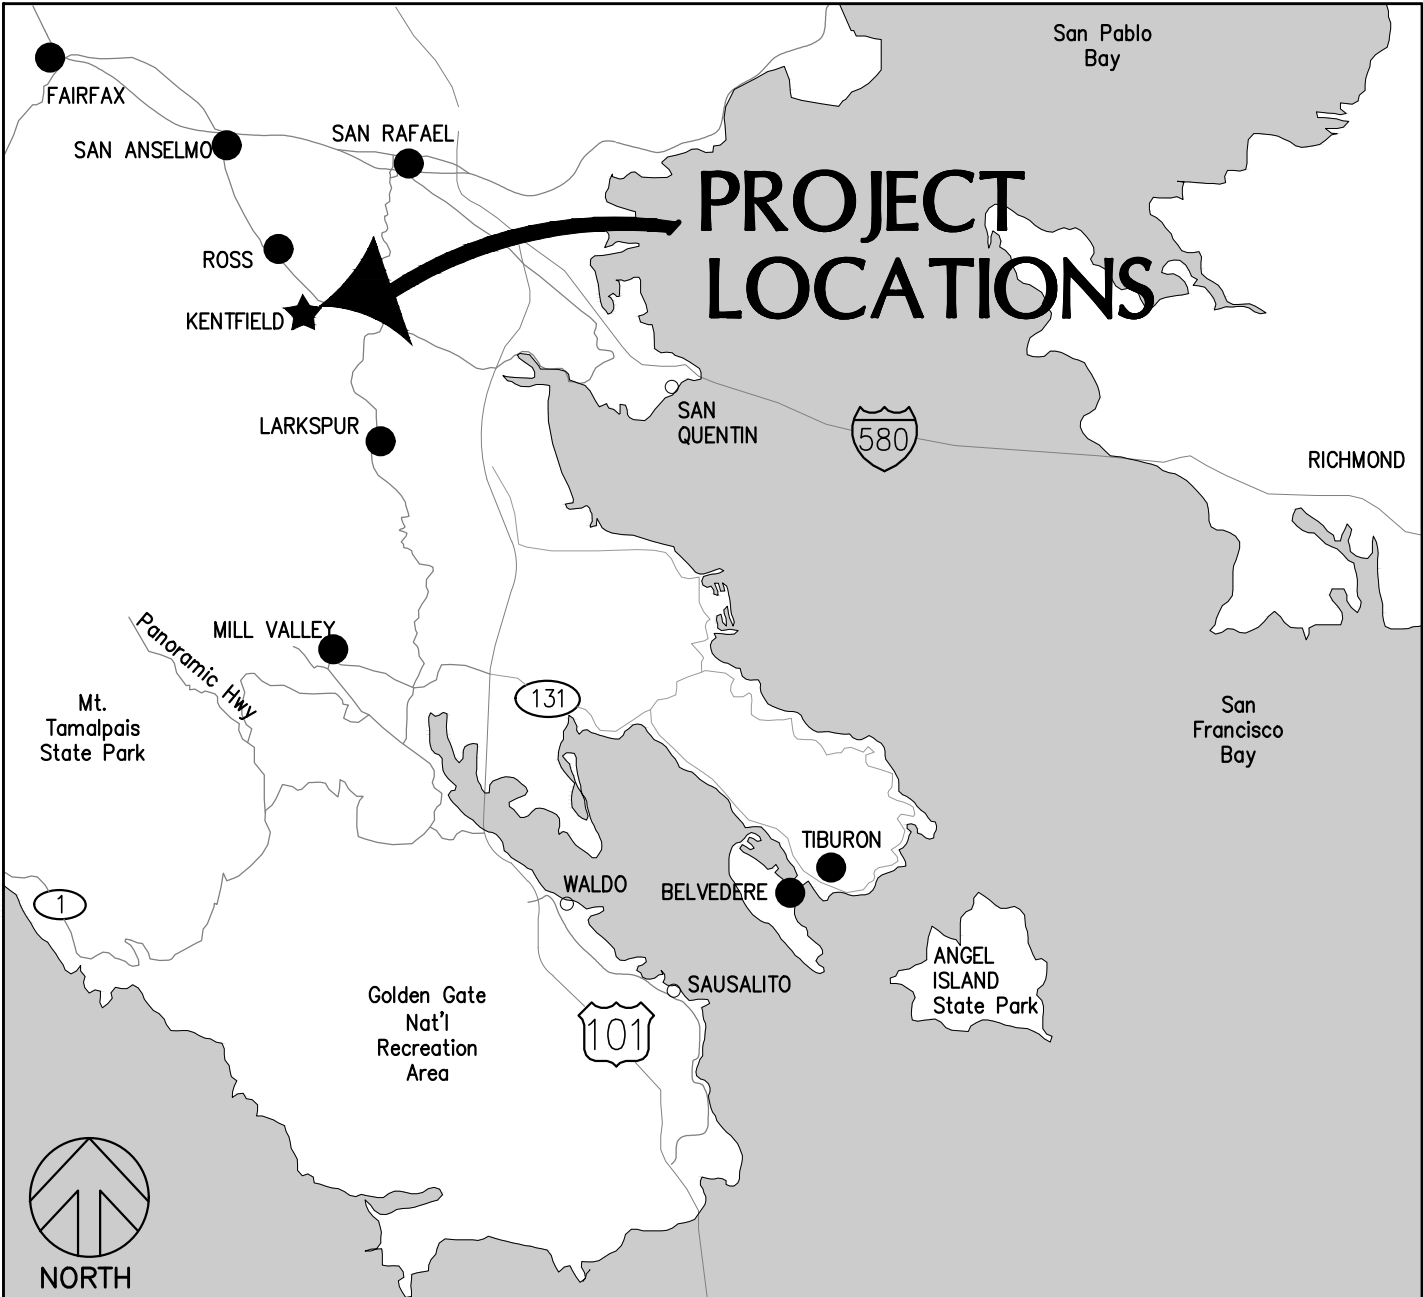 San Pablo
Bay
FAIRFAX
SAN RAFAEL
SAN ANSELMO
PROJECT
LOCATIONS
ROSS
KENTFIELD
SAN
QUENTIN
LARKSPUR
580
RICHMOND
Panoramic Hwy
MILL VALLEY
131
Mt.
Tamalpais
State Park
San
Francisco
Bay
TIBURON
WALDO
BELVEDERE
1
ANGEL
ISLAND
State Park
SAUSALITO
Golden Gate
Nat'l
Recreation
Area
101
NORTH